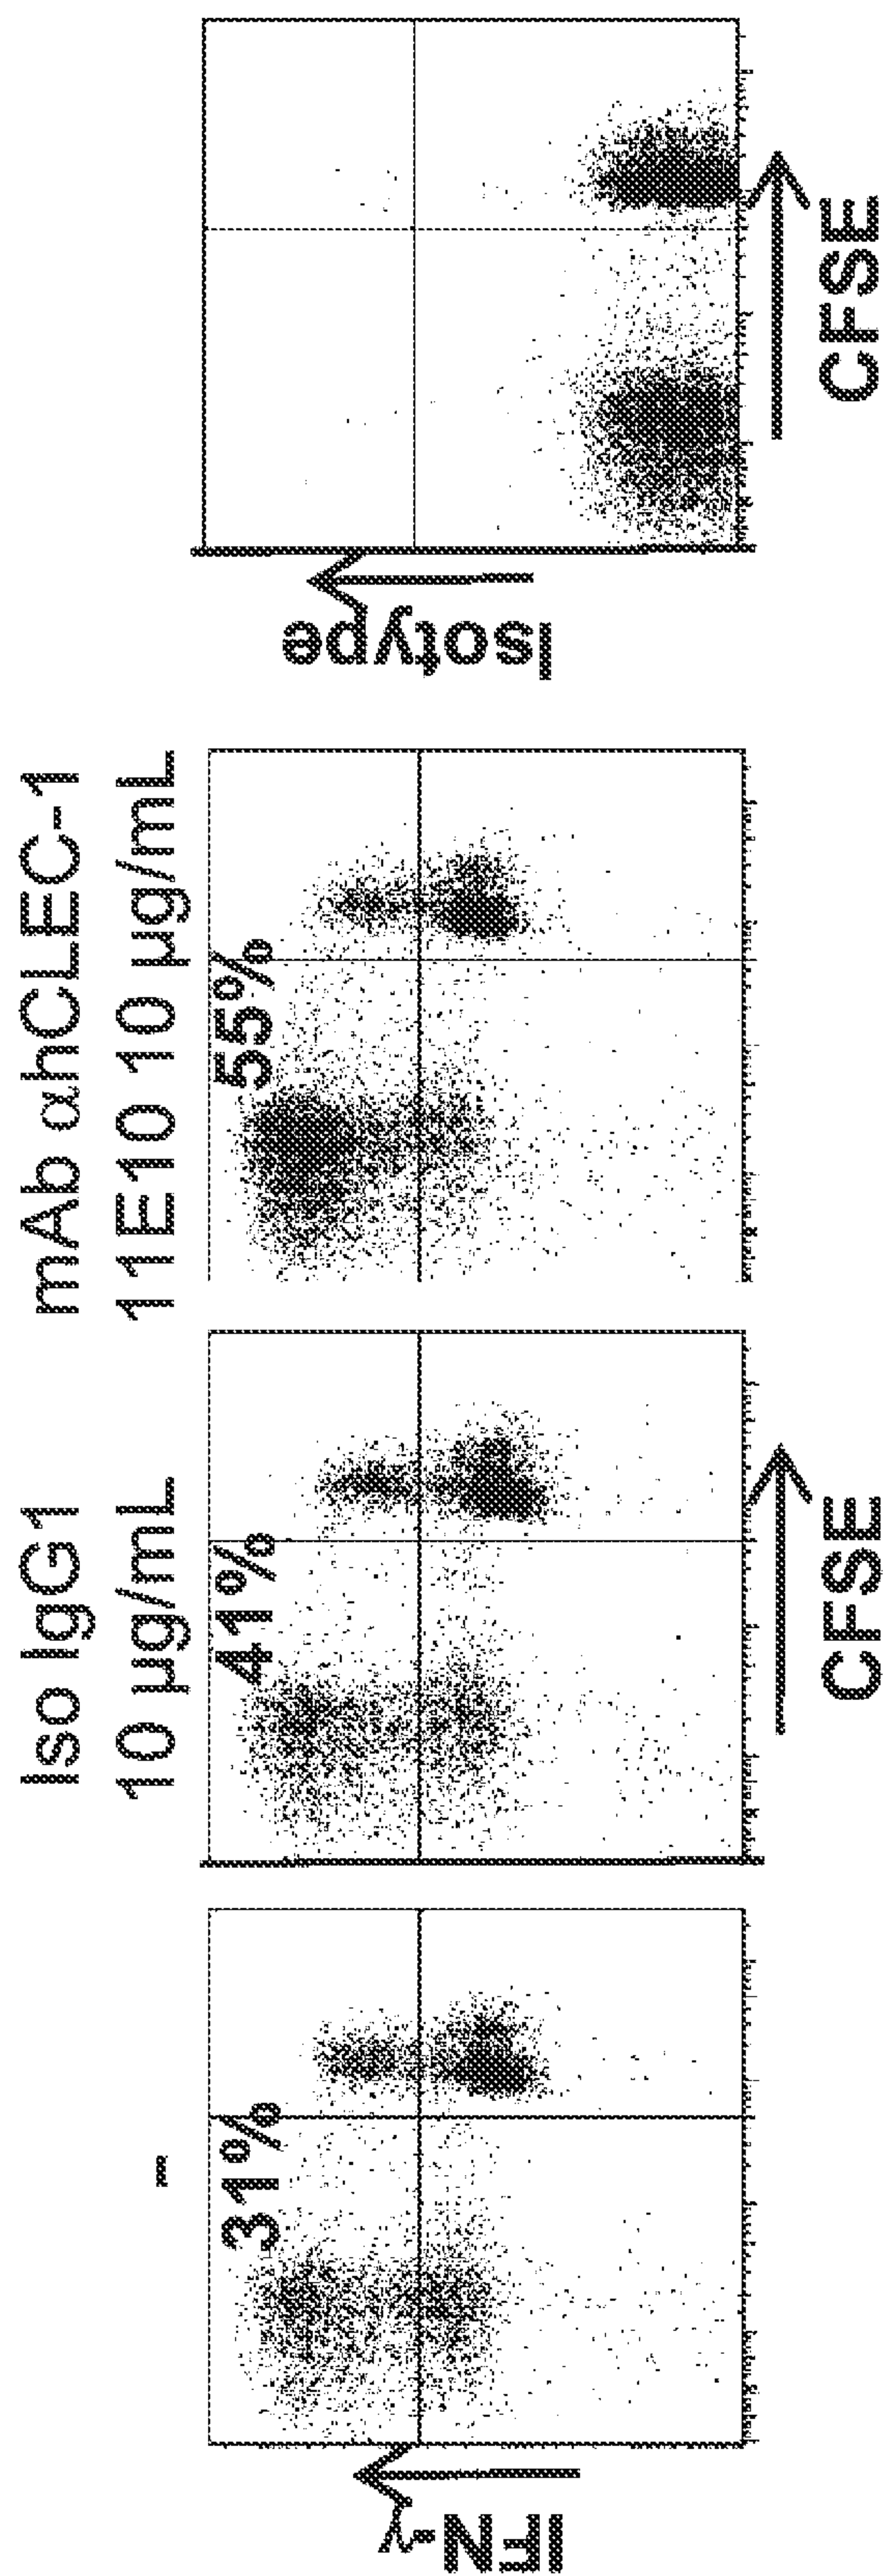 –
Iso IgG1
10 µg/mL
mAb αhCLEC-1
11E10 10 µg/mL
IFN-γ
31%
41%
55%
Isotype
CFSE
CFSE